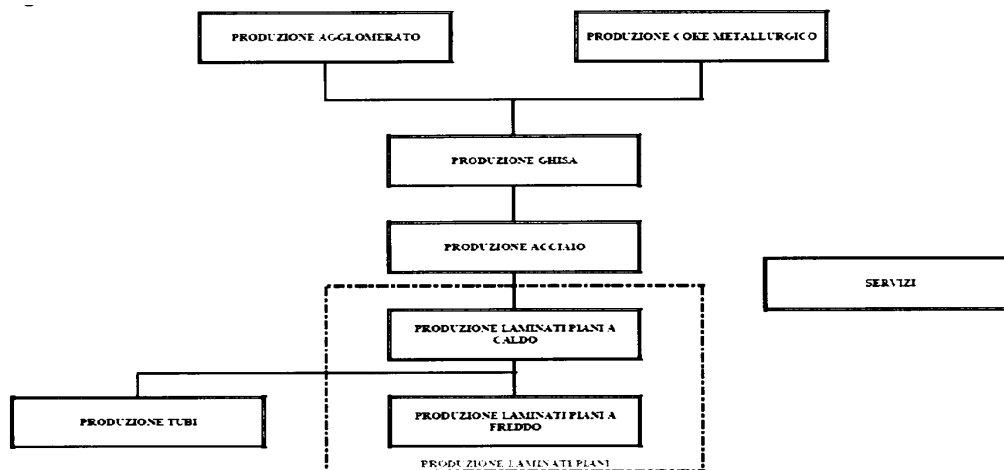 PRODUZIONE AGGLOMERATO
PRODUZIONE COKE METALLURGICO
PRODUZIONE GHISA
PRODUZIONE ACCIAIO
SERVIZI
PRODUZIONE LAMINATI PIANI A
CALDO
PRODUZIONE TUBI
PRODUZIONE LAMINATI PIANI A
FREDDO
PRODUZIONE LAMINATI PIANI